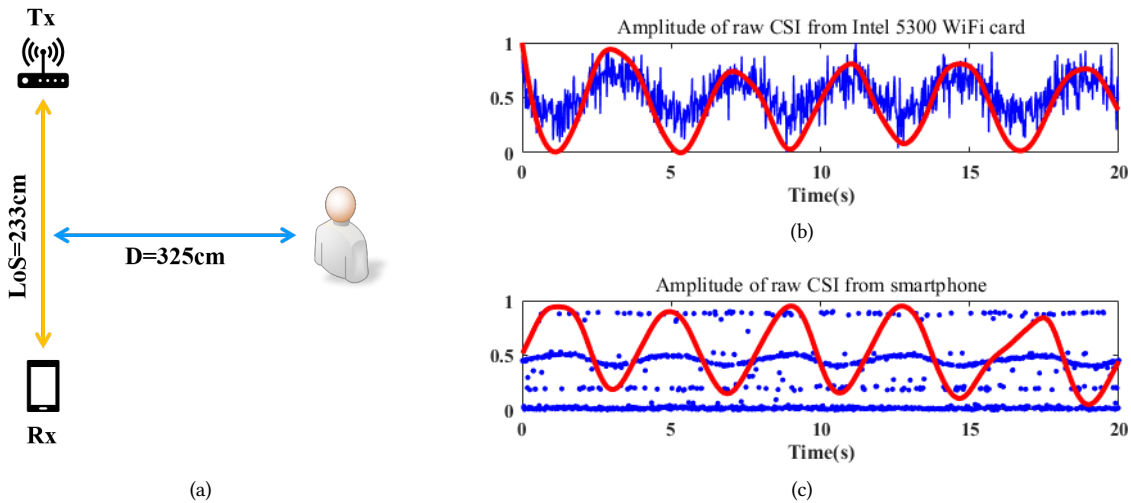 Tx
LoS=233cm
D=325cm
Rx
(a)
Amplitude of raw CSI from Intel 5300 WiFi card
1
0.5
0
0 5 10 15 20
Time(s)
(b)
Amplitude of raw CSI from smartphone
1
0.5
0
0 5 10 15 20
Time(s)
(c)